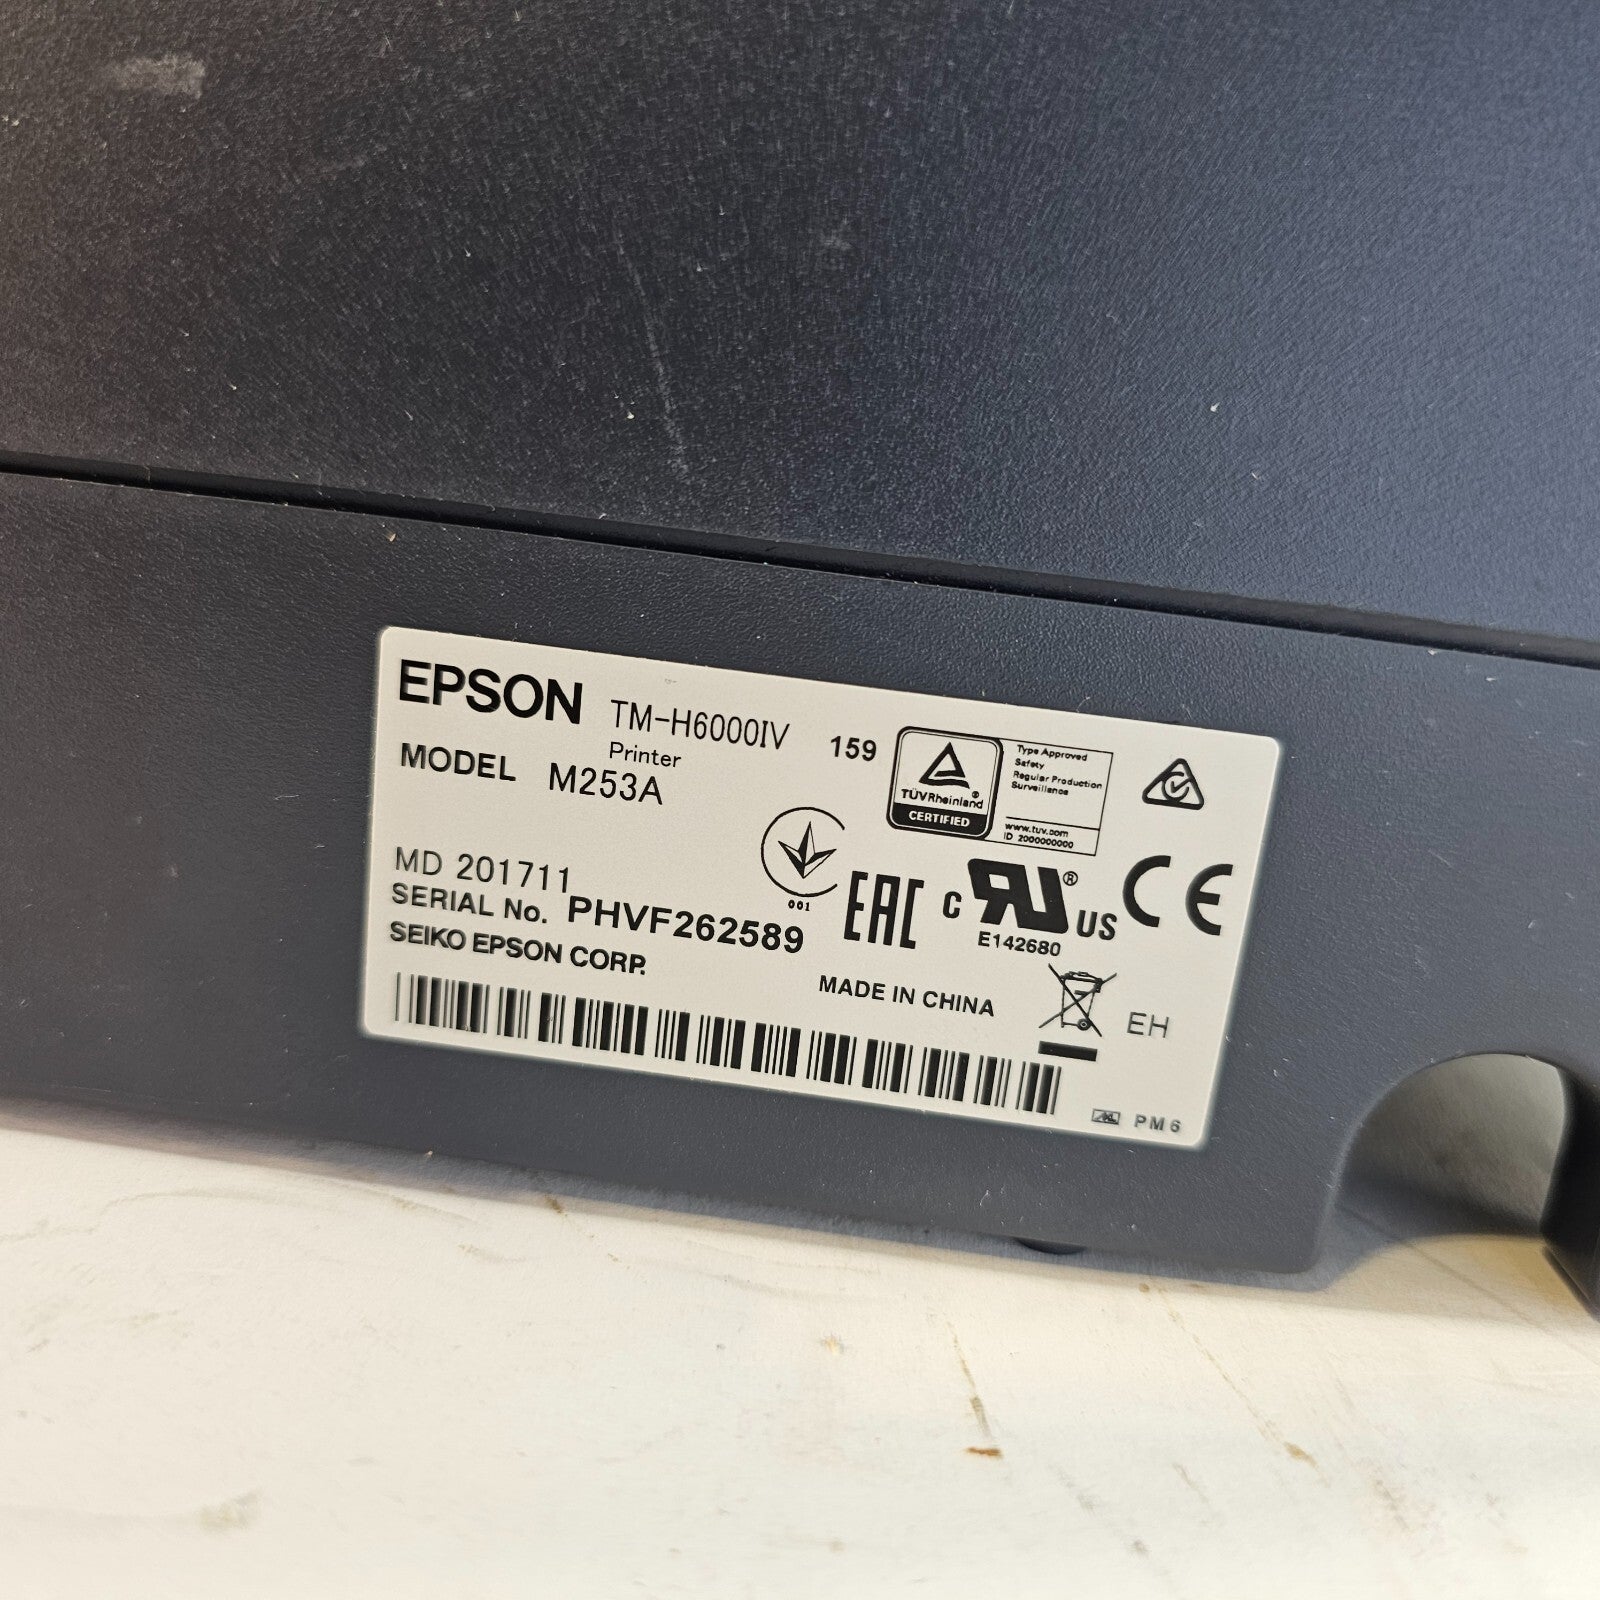 EPSON TM-H6000IV 159
Printer
MODEL M253A
TÜVRheinland®
CERTIFIED
Type Approved
Safety
Regular Production
Surveillance
www.tuv.com
ID 2000000000
MD 201711
SERIAL No. PHVF262589
SEIKO EPSON CORP.
001
EAC
c RU® US
E142680
CE
MADE IN CHINA
EH
PM6